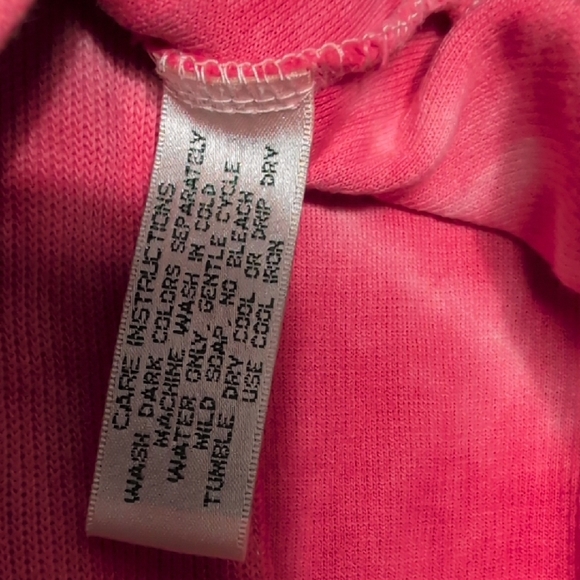 CARE INSTRUCTIONS
WASH DARK COLORS SEPARATELY
MACHINE WASH IN COLD
WATER ONLY, GENTLE CYCLE
MILD SOAP, NO BLEACH
TUMBLE DRY COOL OR DRIP DRY
USE COOL IRON